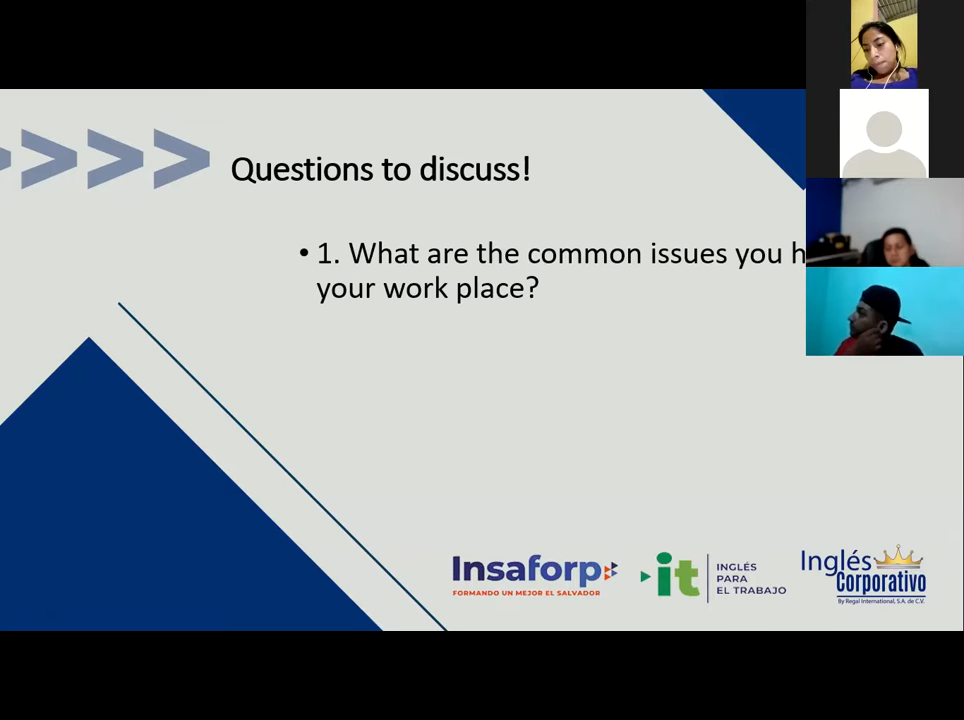 Questions to discuss!
• 1. What are the common issues you h
your work place?
Insaforp
FORMANDO UN MEJOR EL SALVADOR
it
INGLÉS
PARA
EL TRABAJO
Inglés
Corporativo
By Regal International, S.A. de C.V.